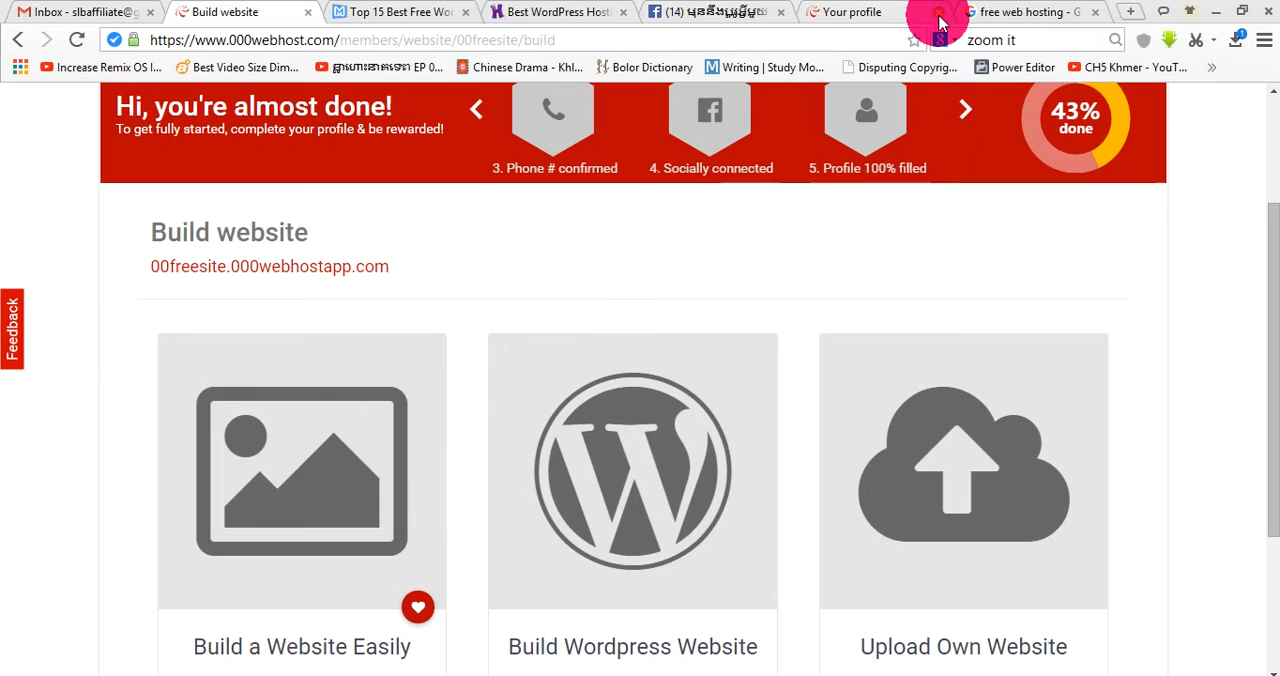 Inbox - slbaffiliate@g
Build website
Top 15 Best Free Wo
Best WordPress Hosti
Your profile
free web hosting - G
https://www.000webhost.com/members/website/00freesite/build
zoom it
Increase Remix OS I...
Best Video Size Dim...
EP 0...
Chinese Drama - Khl...
Bolor Dictionary
Writing | Study Mo...
Disputing Copyrig...
Power Editor
CH5 Khmer - YouT...
Hi, you're almost done!
To get fully started, complete your profile & be rewarded!
3. Phone # confirmed
4. Socially connected
5. Profile 100% filled
43%
done
Build website
00freesite.000webhostapp.com
Feedback
Build a Website Easily
Build Wordpress Website
Upload Own Website